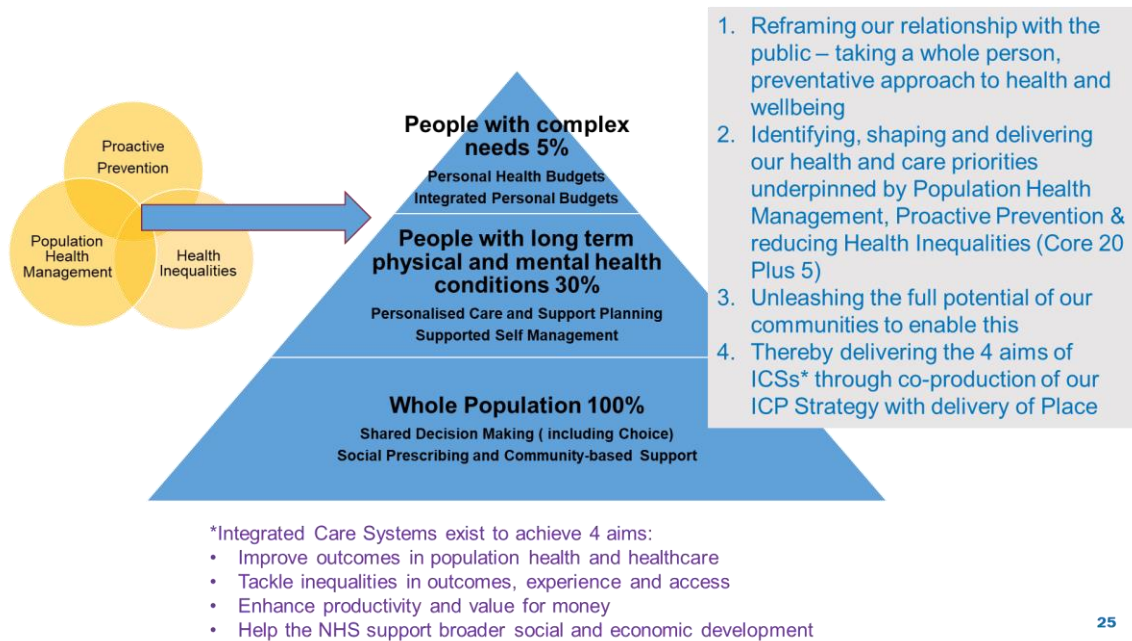 Proactive
Prevention
Population
Health
Management
Health
Inequalities
People with complex
needs 5%
Personal Health Budgets
Integrated Personal Budgets
People with long term
physical and mental health
conditions 30%
Personalised Care and Support Planning
Supported Self Management
Whole Population 100%
Shared Decision Making ( including Choice)
Social Prescribing and Community-based Support
1. Reframing our relationship with the
public – taking a whole person,
preventative approach to health and
wellbeing
2. Identifying, shaping and delivering
our health and care priorities
underpinned by Population Health
Management, Proactive Prevention &
reducing Health Inequalities (Core 20
Plus 5)
3. Unleashing the full potential of our
communities to enable this
4. Thereby delivering the 4 aims of
ICSs* through co-production of our
ICP Strategy with delivery of Place
*Integrated Care Systems exist to achieve 4 aims:
• Improve outcomes in population health and healthcare
• Tackle inequalities in outcomes, experience and access
• Enhance productivity and value for money
• Help the NHS support broader social and economic development
25